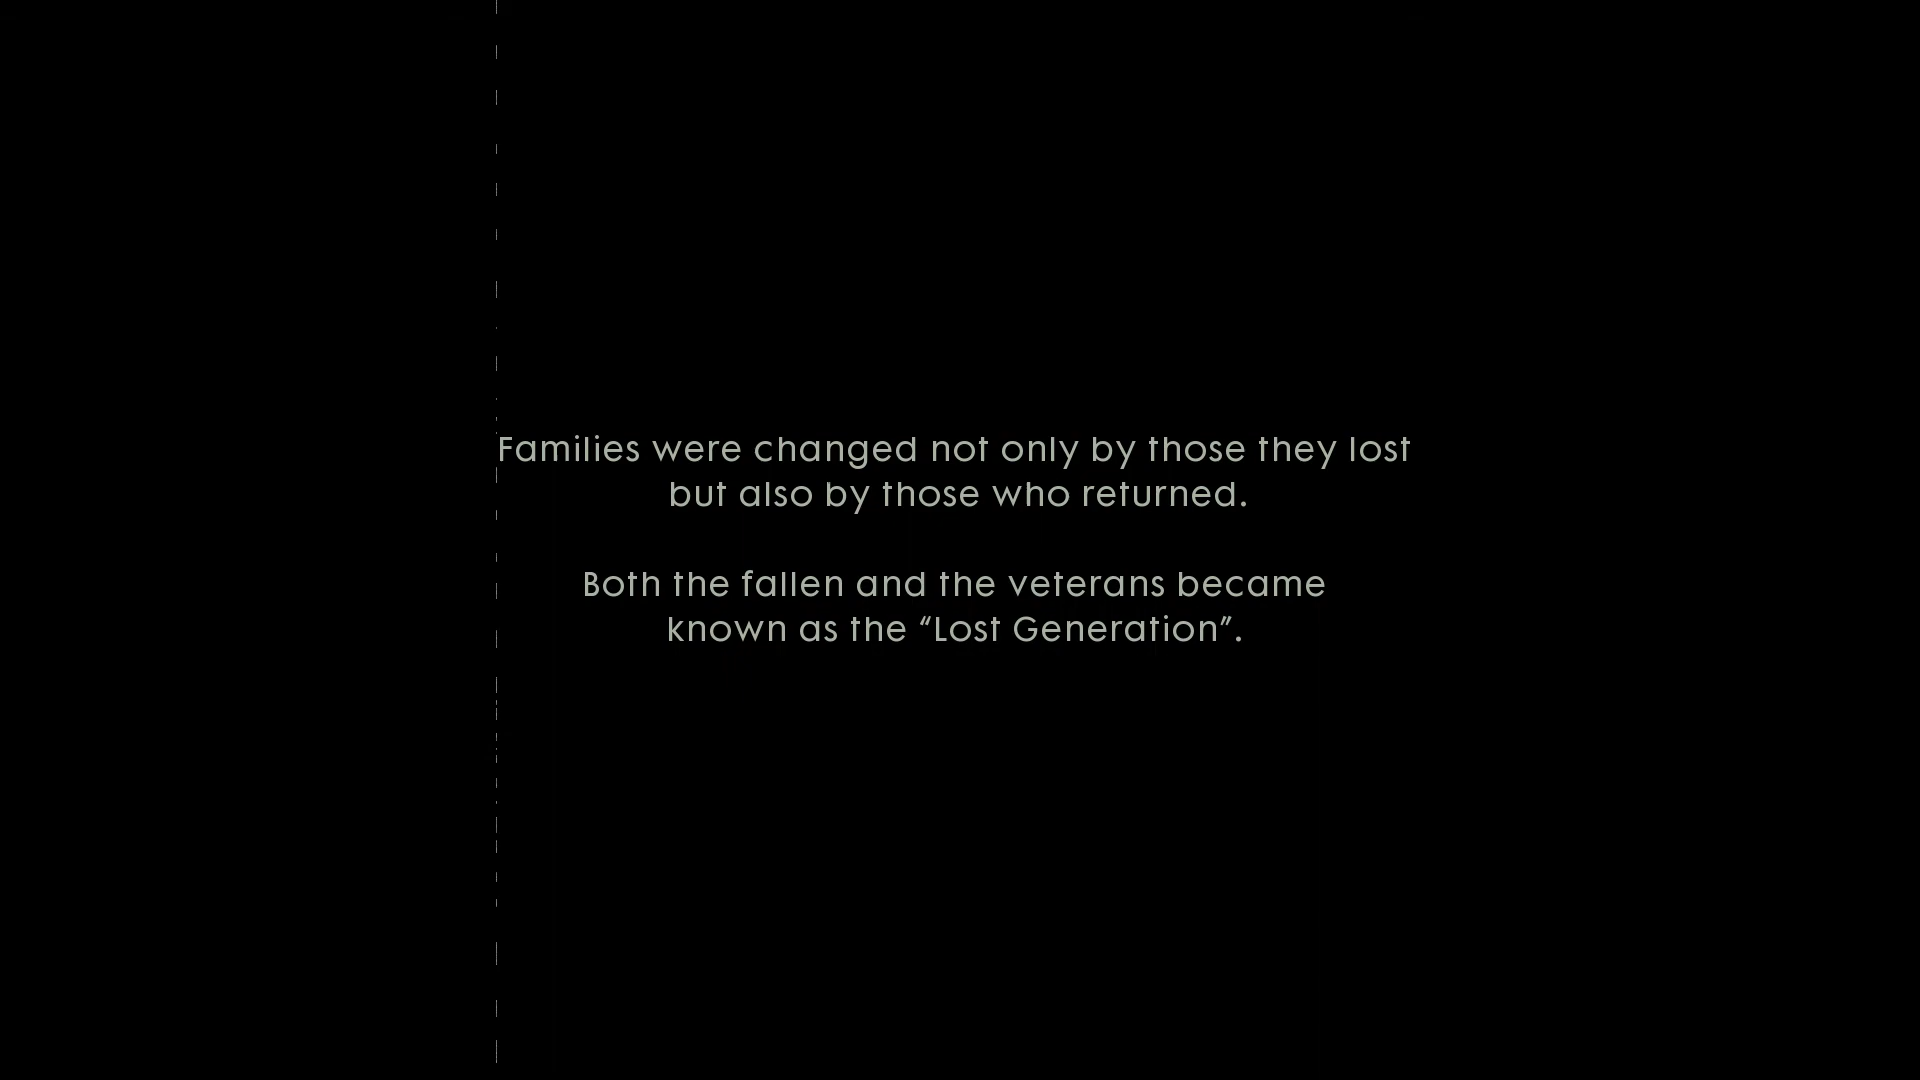 Families were changed not only by those they lost
but also by those who returned.
Both the fallen and the veterans became
known as the “Lost Generation”.